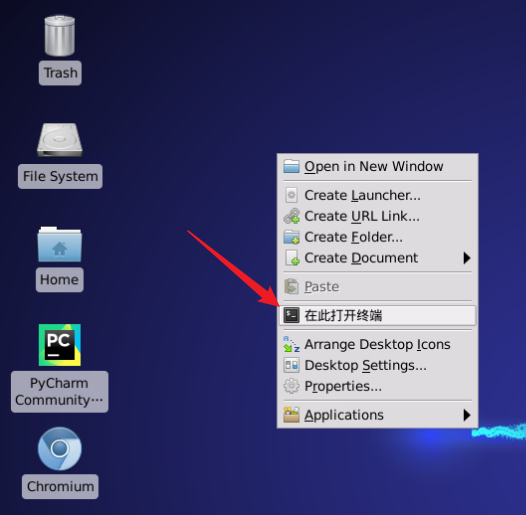 Trash
File System
Home
PC
PyCharm
Community…
Chromium
Open in New Window
Create Launcher...
Create URL Link...
Create Folder...
Create Document
Paste
在此打开终端
Arrange Desktop Icons
Desktop Settings...
Properties...
Applications